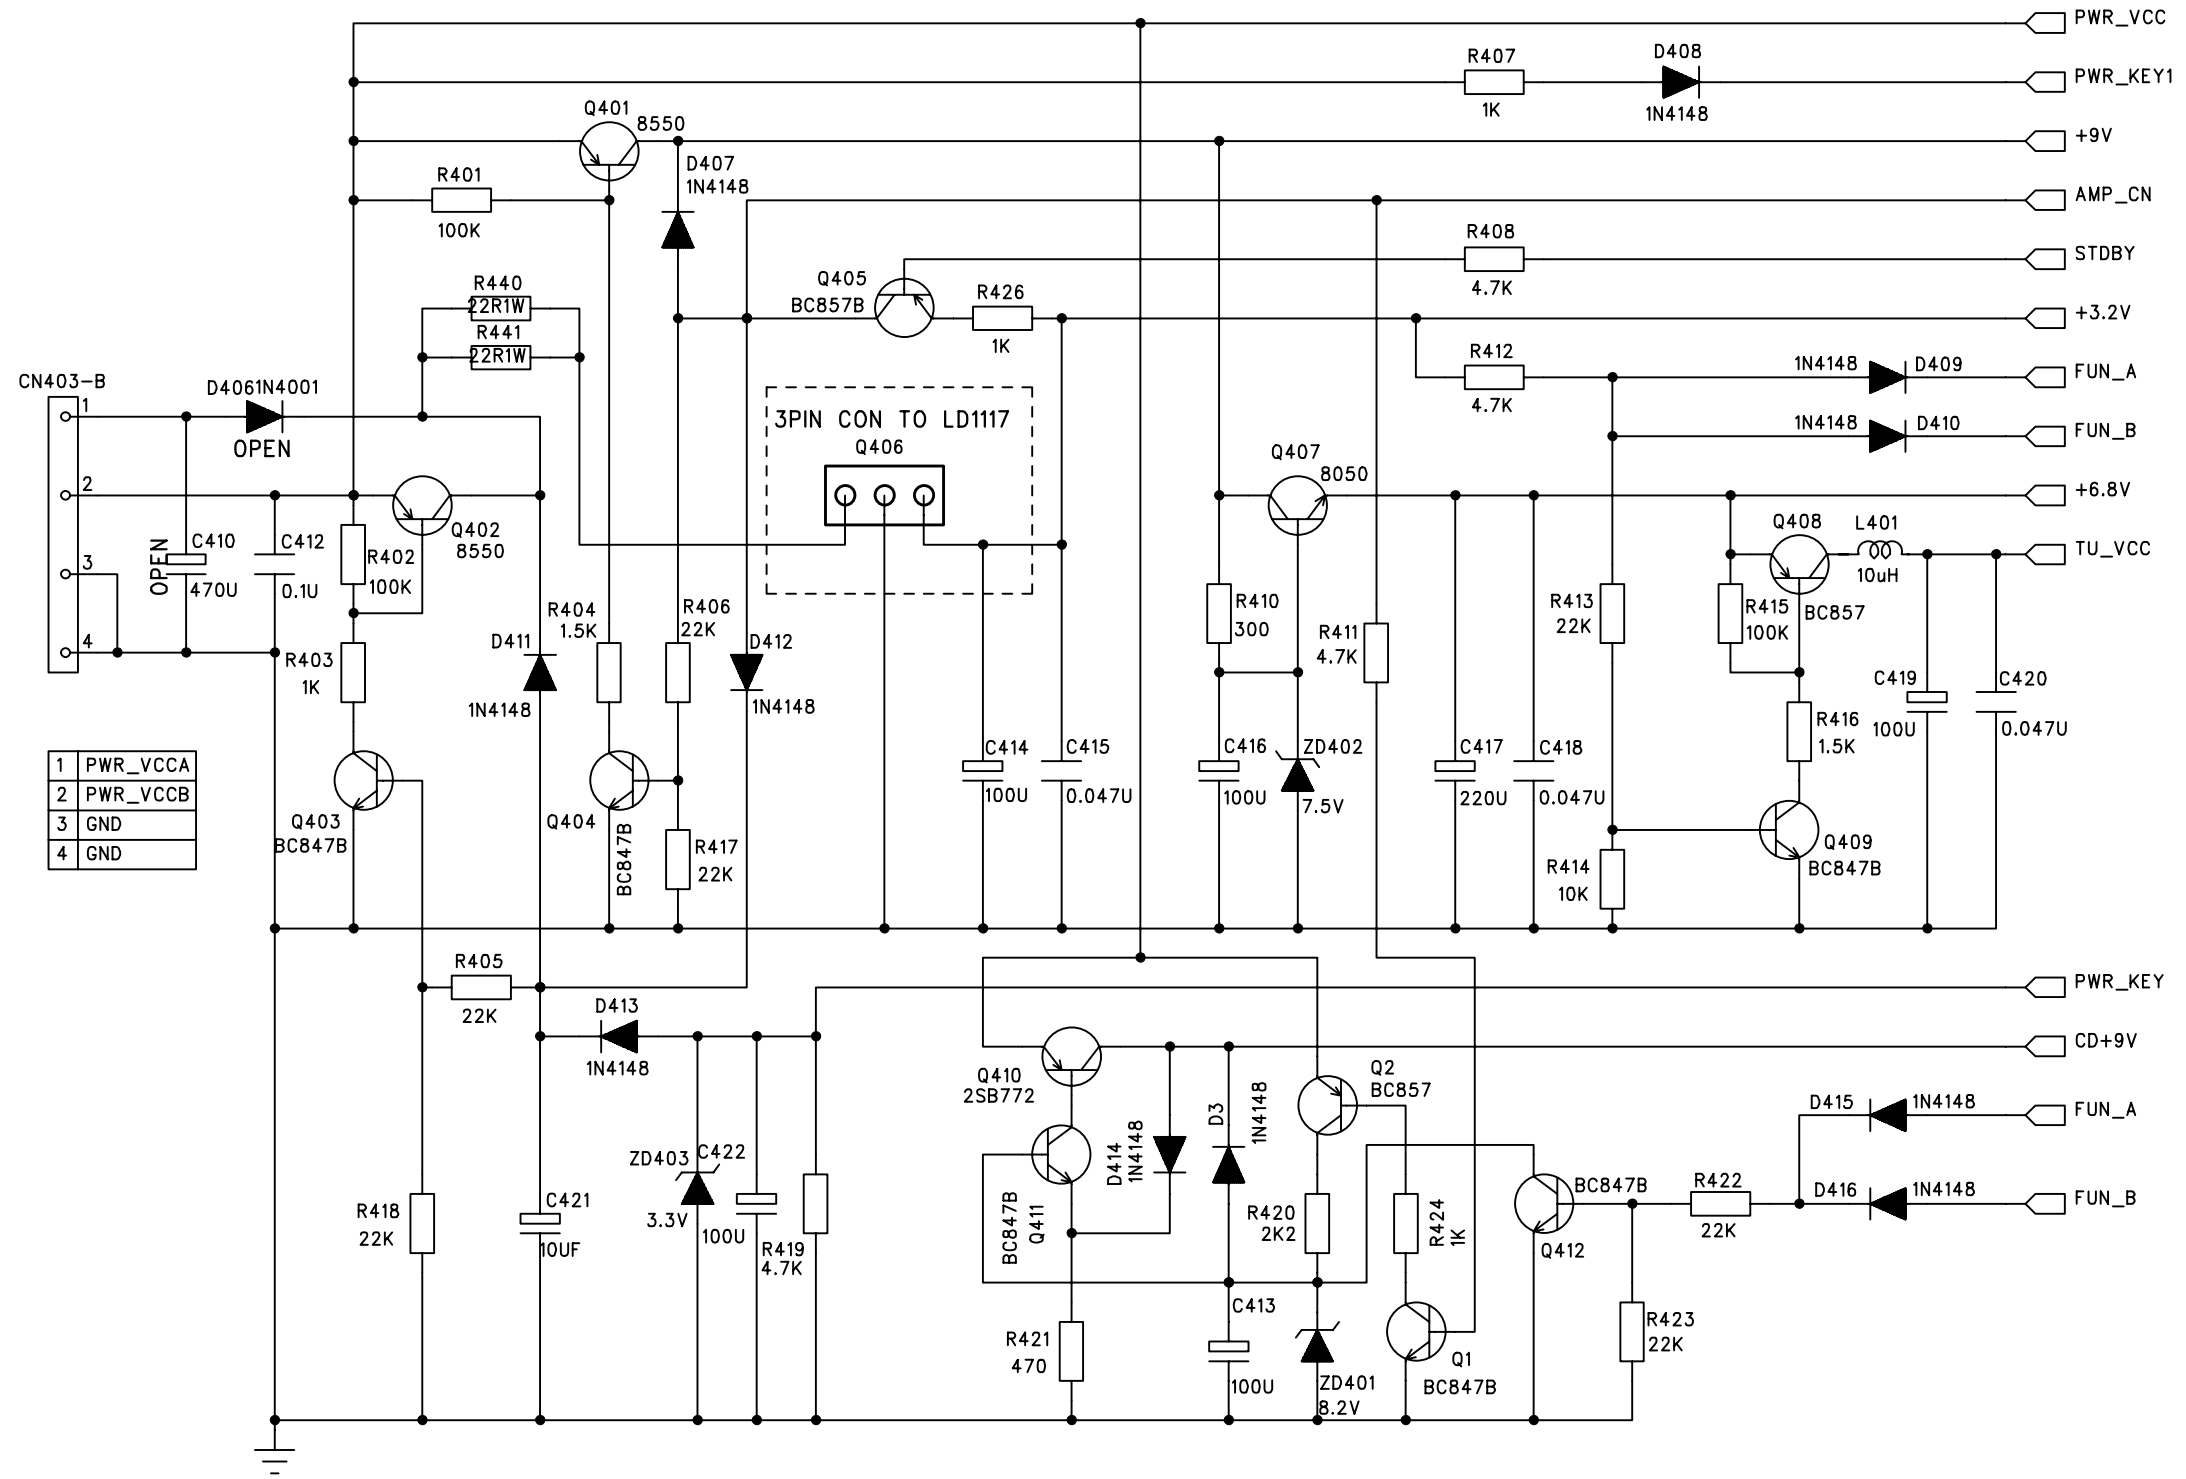 PWR_VCC
R407
1K
D408
1N4148
PWR_KEY1
Q401
8550
+9V
D407
1N4148
R401
100K
AMP_CN
R408
4.7K
STDBY
Q405
BC857B
R426
1K
+3.2V
R440
22R1W
R441
22R1W
R412
4.7K
1N4148
D409
FUN_A
1N4148
D410
FUN_B
CN403-B
1
2
3
4
D4061N4001
OPEN
3PIN CON TO LD1117
Q406
Q407
8050
+6.8V
Q402
8550
OPEN
C410
470U
C412
0.1U
R402
100K
Q408
BC857
L401
10uH
TU_VCC
R403
1K
D411
1N4148
R404
1.5K
R406
22K
D412
1N4148
R410
300
R411
4.7K
R413
22K
R415
100K
C419
100U
C420
0.047U
R416
1.5K
1 PWR_VCCA
2 PWR_VCCB
3 GND
4 GND
Q403
BC847B
Q404
BC847B
R417
22K
C414
100U
C415
0.047U
C416
100U
ZD402
7.5V
C417
220U
C418
0.047U
R414
10K
Q409
BC847B
R405
22K
PWR_KEY
D413
1N4148
CD+9V
Q410
2SB772
Q2
BC857
D3
1N4148
D414
1N4148
BC847B
Q411
D415
1N4148
FUN_A
D416
1N4148
FUN_B
R418
22K
C421
10UF
ZD403
3.3V
C422
100U
R419
4.7K
R420
2K2
R424
1K
BC847B
Q412
R422
22K
R421
470
C413
100U
ZD401
8.2V
Q1
BC847B
R423
22K